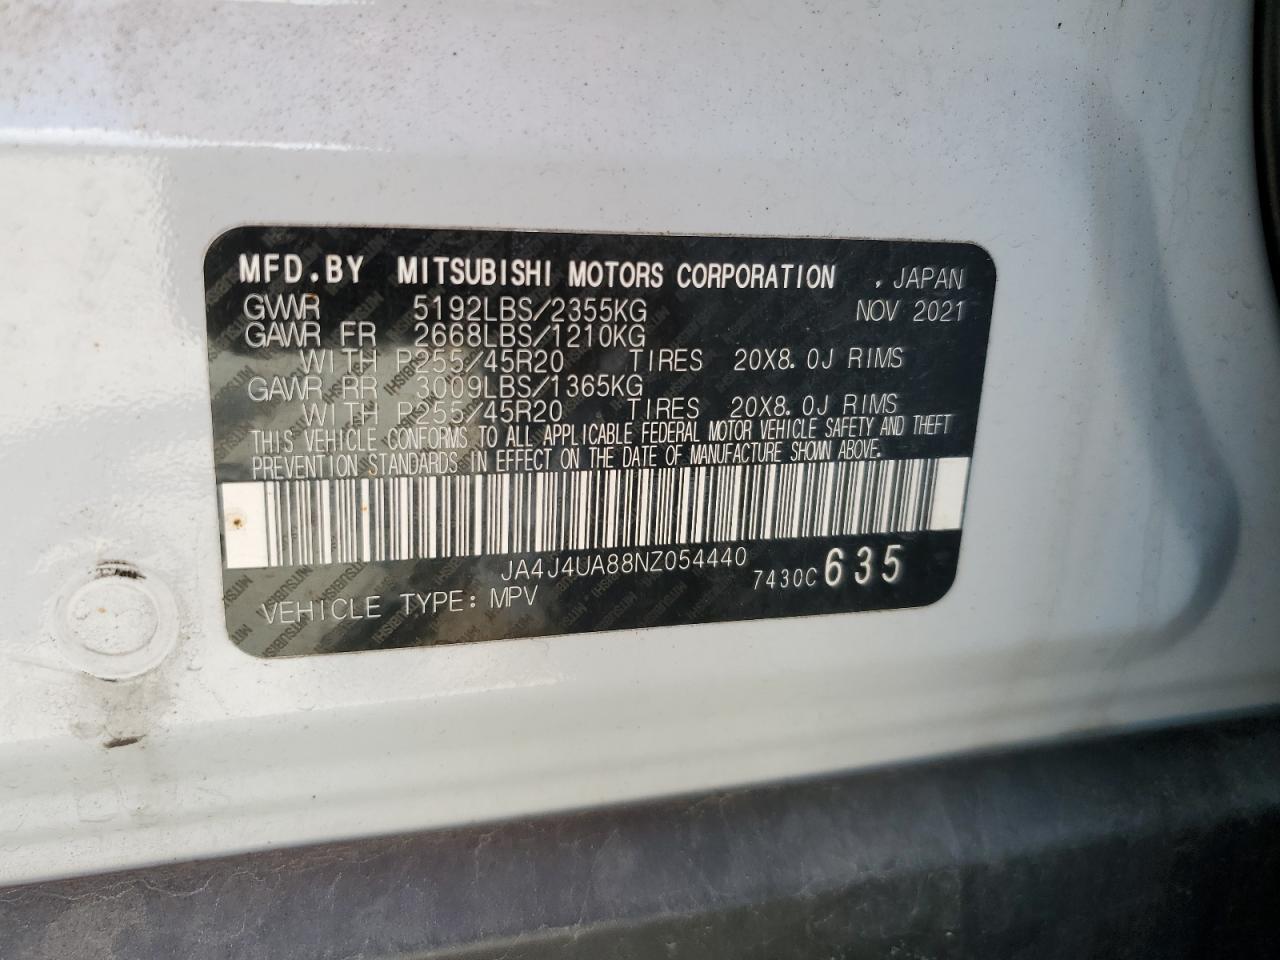 MFD.BY MITSUBISHI MOTORS CORPORATION , JAPAN
GVWR 5192LBS/2355KG NOV 2021
GAWR FR 2668LBS/1210KG
WITH P255/45R20 TIRES 20X8.0J RIMS
GAWR RR 3009LBS/1365KG
WITH P255/45R20 TIRES 20X8.0J RIMS
THIS VEHICLE CONFORMS TO ALL APPLICABLE FEDERAL MOTOR VEHICLE SAFETY AND THEFT
PREVENTION STANDARDS IN EFFECT ON THE DATE OF MANUFACTURE SHOWN ABOVE.
JA4J4UA88NZ054440
7430C 635
VEHICLE TYPE: MPV